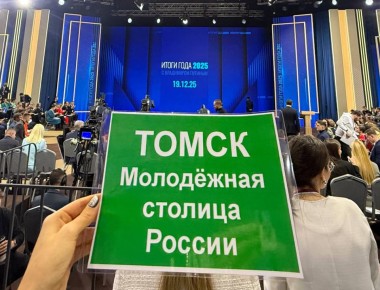 ИТОГИ ГОДА 2025
С ВЛАДИМИРОМ ПУТИНЫМ
19.12.25
ТОМСК
Молодёжная
столица
России